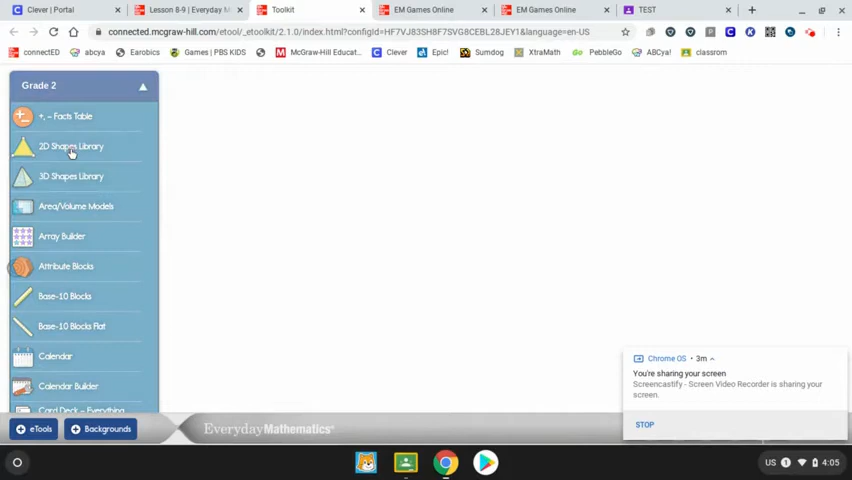 Clever | Portal
Lesson 8-9 | Everyday M
Toolkit
EM Games Online
EM Games Online
TEST
connected.mcgraw-hill.com/etool/_etoolkit/2.1.0/index.html?configId=HF7VJ83SH8F7SVG8CEBL28JEY1&language=en-US
connectED
abcya
Earobics
Games | PBS KIDS
McGraw-Hill Educat...
Clever
Epic!
Sumdog
XtraMath
PebbleGo
ABCya!
classrom
Grade 2
+, - Facts Table
2D Shapes Library
3D Shapes Library
Area/Volume Models
Array Builder
Attribute Blocks
Base-10 Blocks
Base-10 Blocks Flat
Calendar
Calendar Builder
Card Deck – Everything
eTools
Backgrounds
EverydayMathematics®
Chrome OS • 3m
You're sharing your screen
Screencastify - Screen Video Recorder is sharing your
screen.
STOP
US 1 4:05